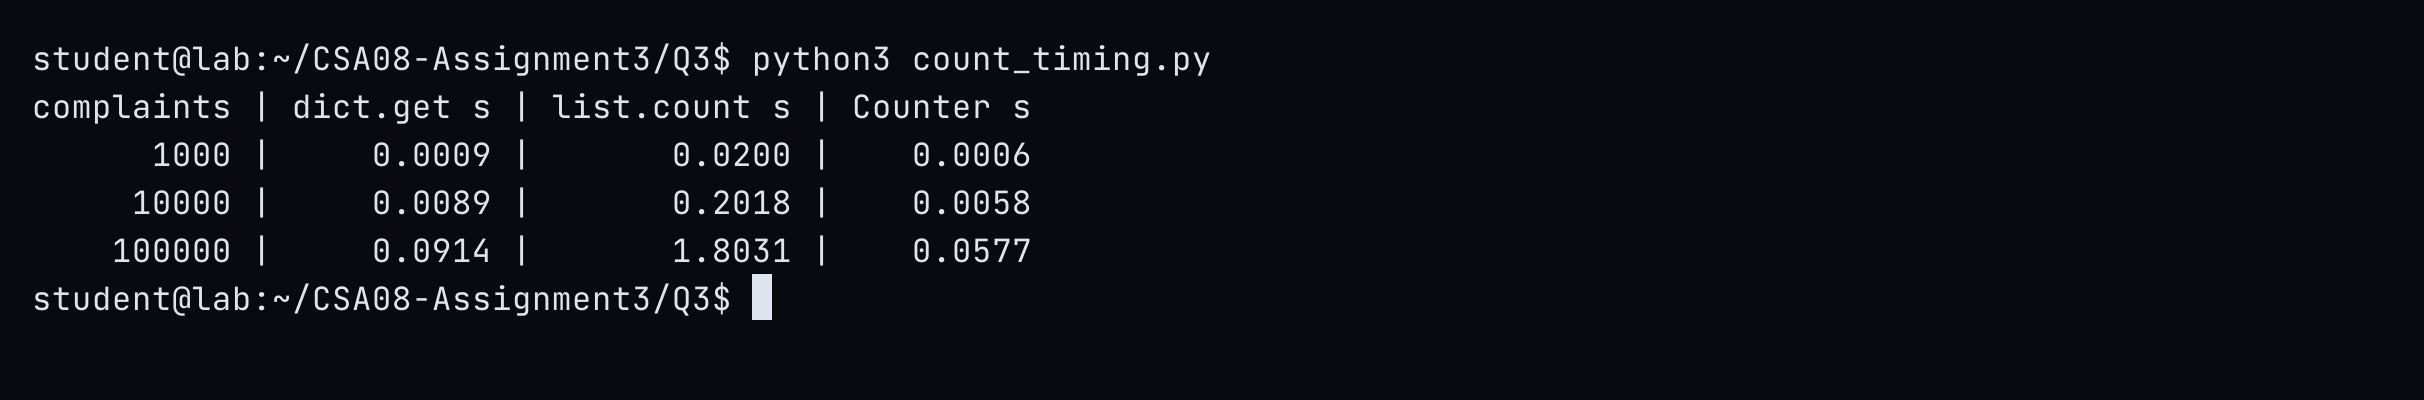 student@lab:~/CSA08-Assignment3/Q3$ python3 count_timing.py
complaints | dict.get s | list.count s | Counter s
      1000 |     0.0009 |       0.0200 |    0.0006
     10000 |     0.0089 |       0.2018 |    0.0058
    100000 |     0.0914 |       1.8031 |    0.0577
student@lab:~/CSA08-Assignment3/Q3$